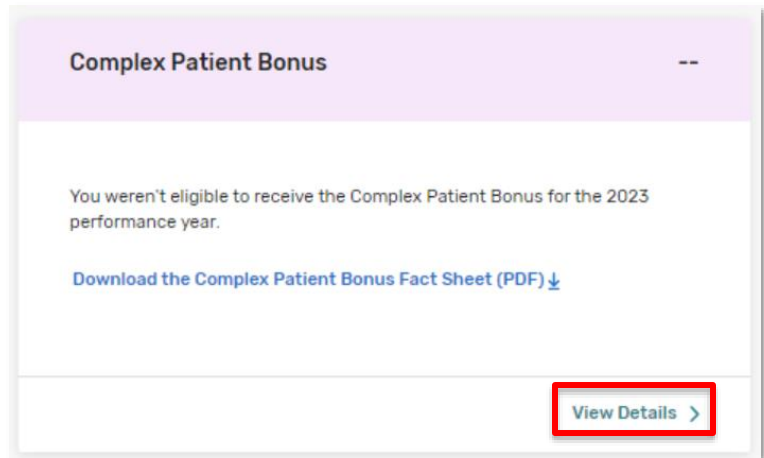 Complex Patient Bonus --
You weren't eligible to receive the Complex Patient Bonus for the 2023
performance year.
Download the Complex Patient Bonus Fact Sheet (PDF)
View Details